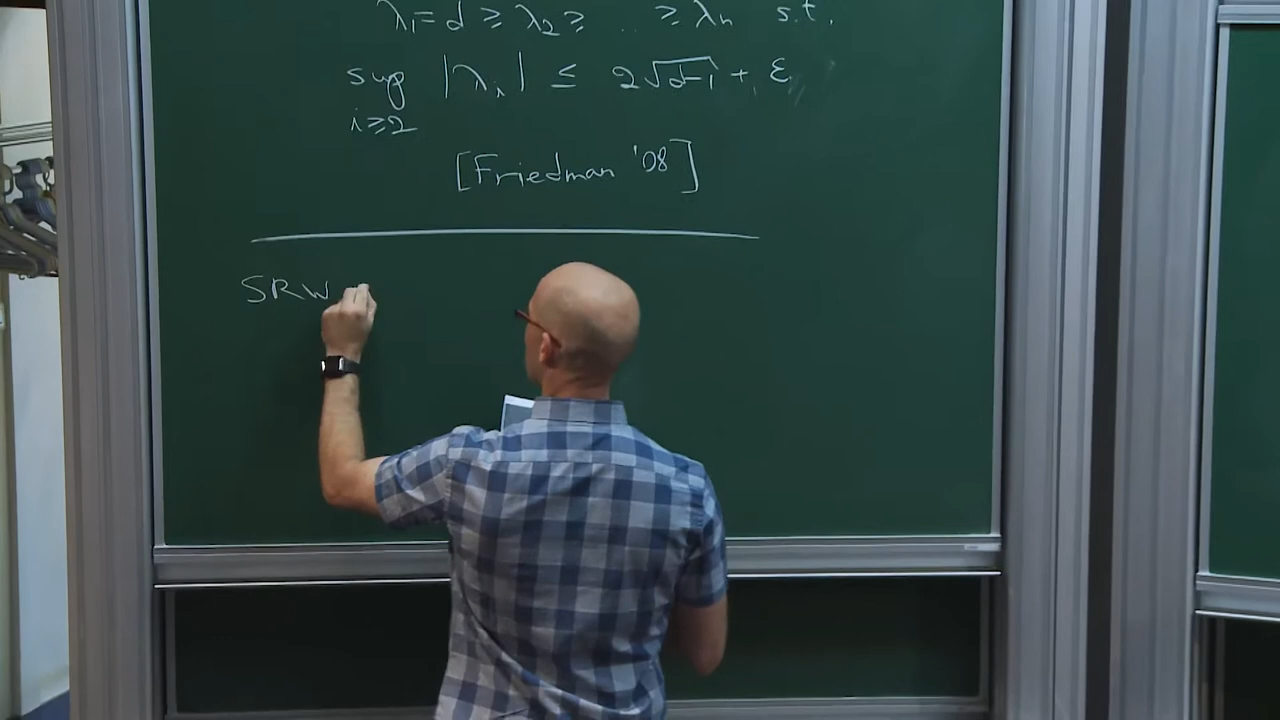 λ₁ = d ≥ λ₂ ≥ ... ≥ λₙ s.t.
sup |λᵢ| ≤ 2√(d-1) + ε
i≥2
[Friedman '08]
SRW